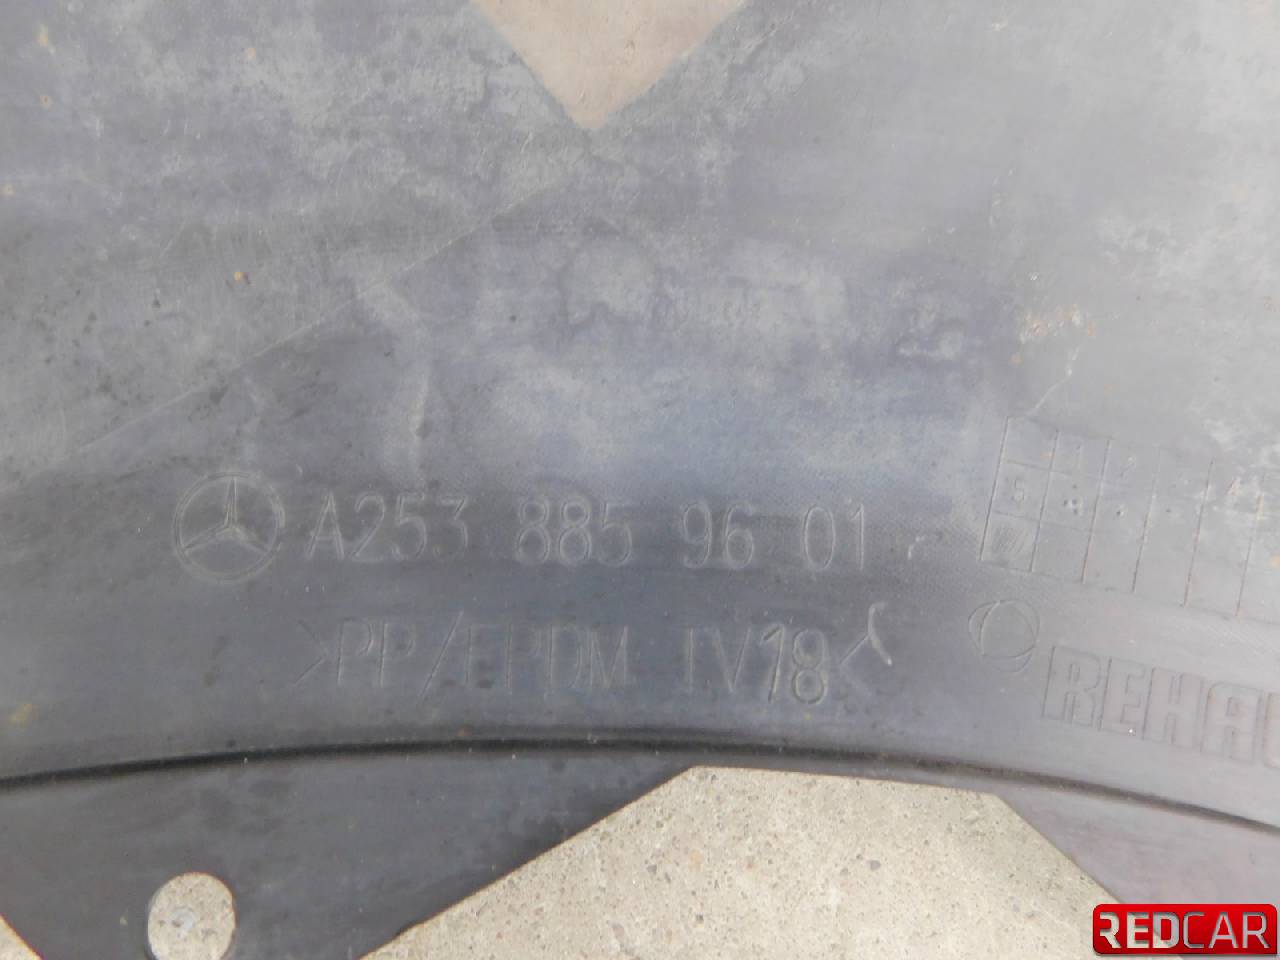 A253 885 96 01
>PP/EPDM TV18<
REHAU
REDCAR